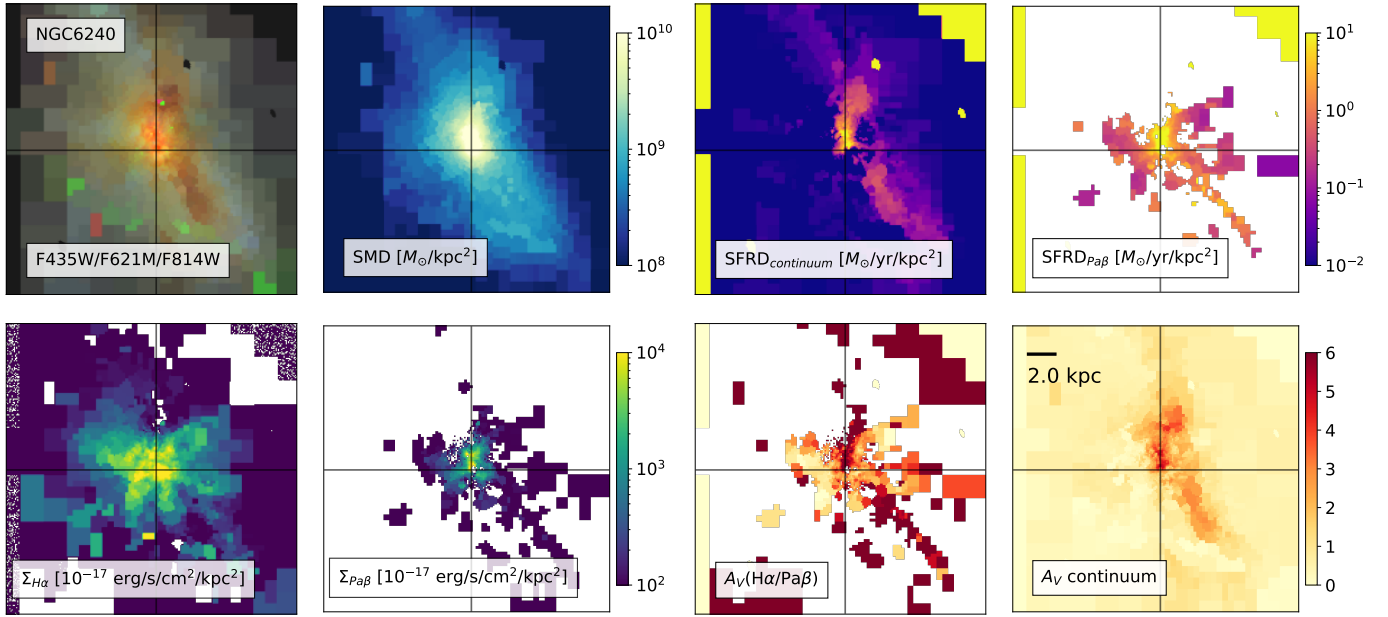 NGC6240
F435W/F621M/F814W
SMD [M⊙/kpc²]
10¹⁰
10⁹
10⁸
SFRD_continuum [M⊙/yr/kpc²]
SFRD_Paβ [M⊙/yr/kpc²]
10¹
10⁰
10⁻¹
10⁻²
Σ_Hα [10⁻¹⁷ erg/s/cm²/kpc²]
Σ_Paβ [10⁻¹⁷ erg/s/cm²/kpc²]
10⁴
10³
10²
A_V(Hα/Paβ)
2.0 kpc
A_V continuum
6
5
4
3
2
1
0